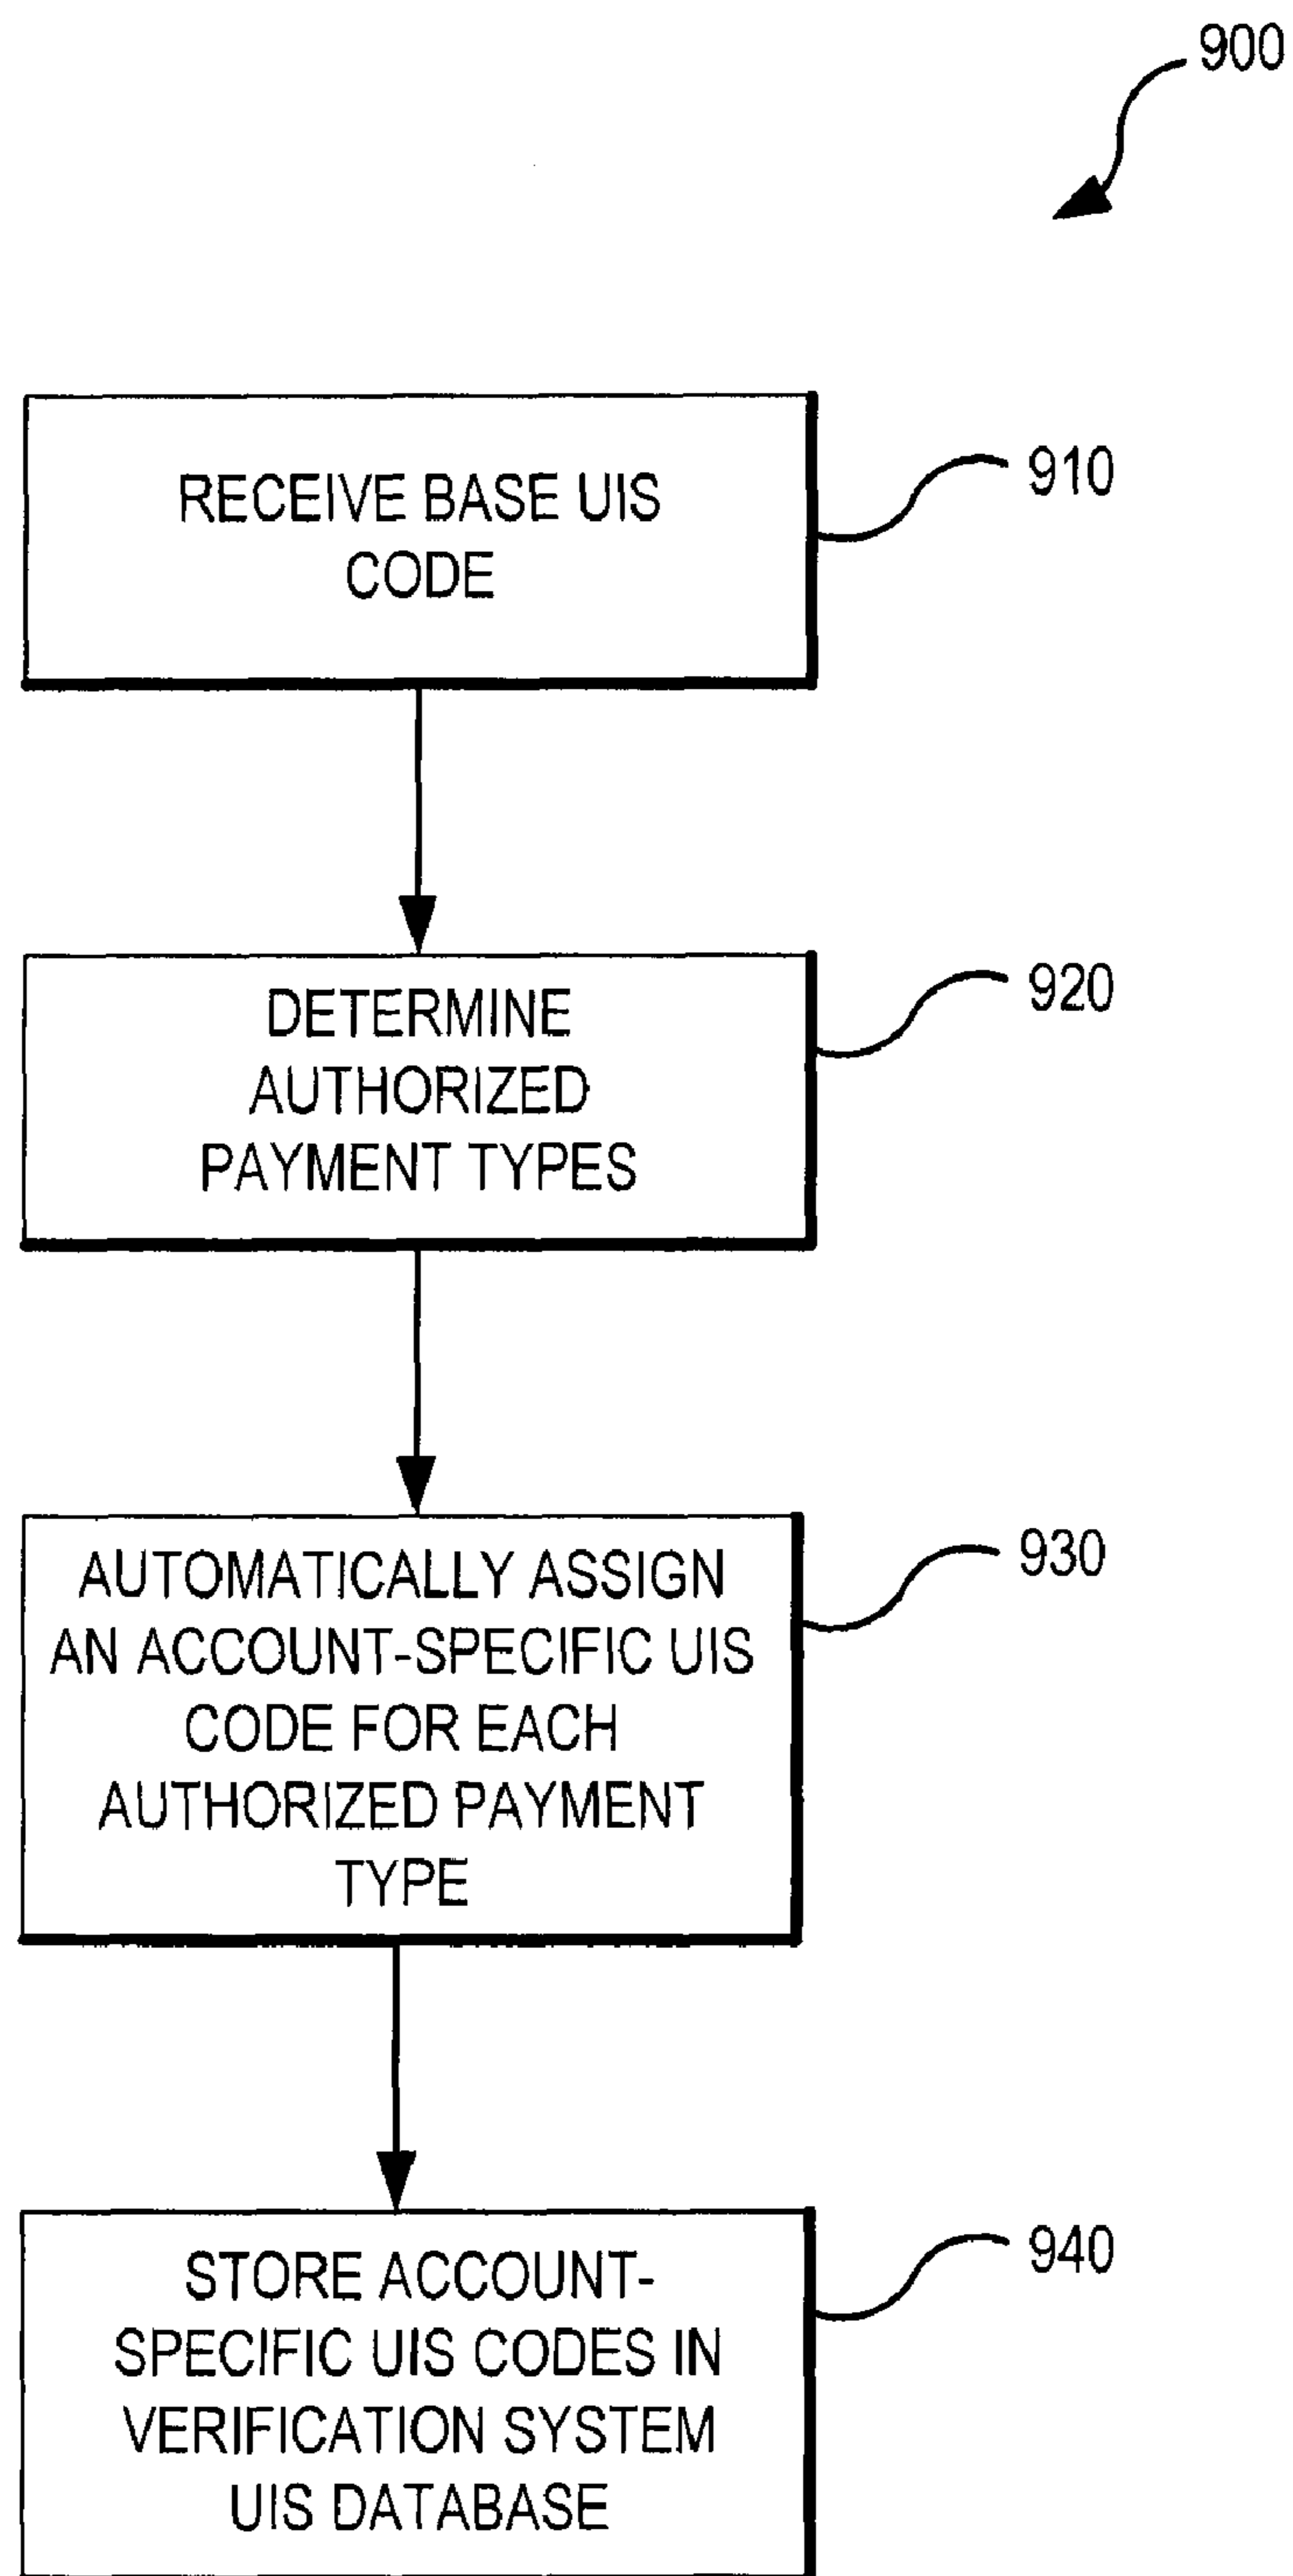 900
RECEIVE BASE UIS
CODE
910
DETERMINE
AUTHORIZED
PAYMENT TYPES
920
AUTOMATICALLY ASSIGN
AN ACCOUNT-SPECIFIC UIS
CODE FOR EACH
AUTHORIZED PAYMENT
TYPE
930
STORE ACCOUNT-
SPECIFIC UIS CODES IN
VERIFICATION SYSTEM
UIS DATABASE
940